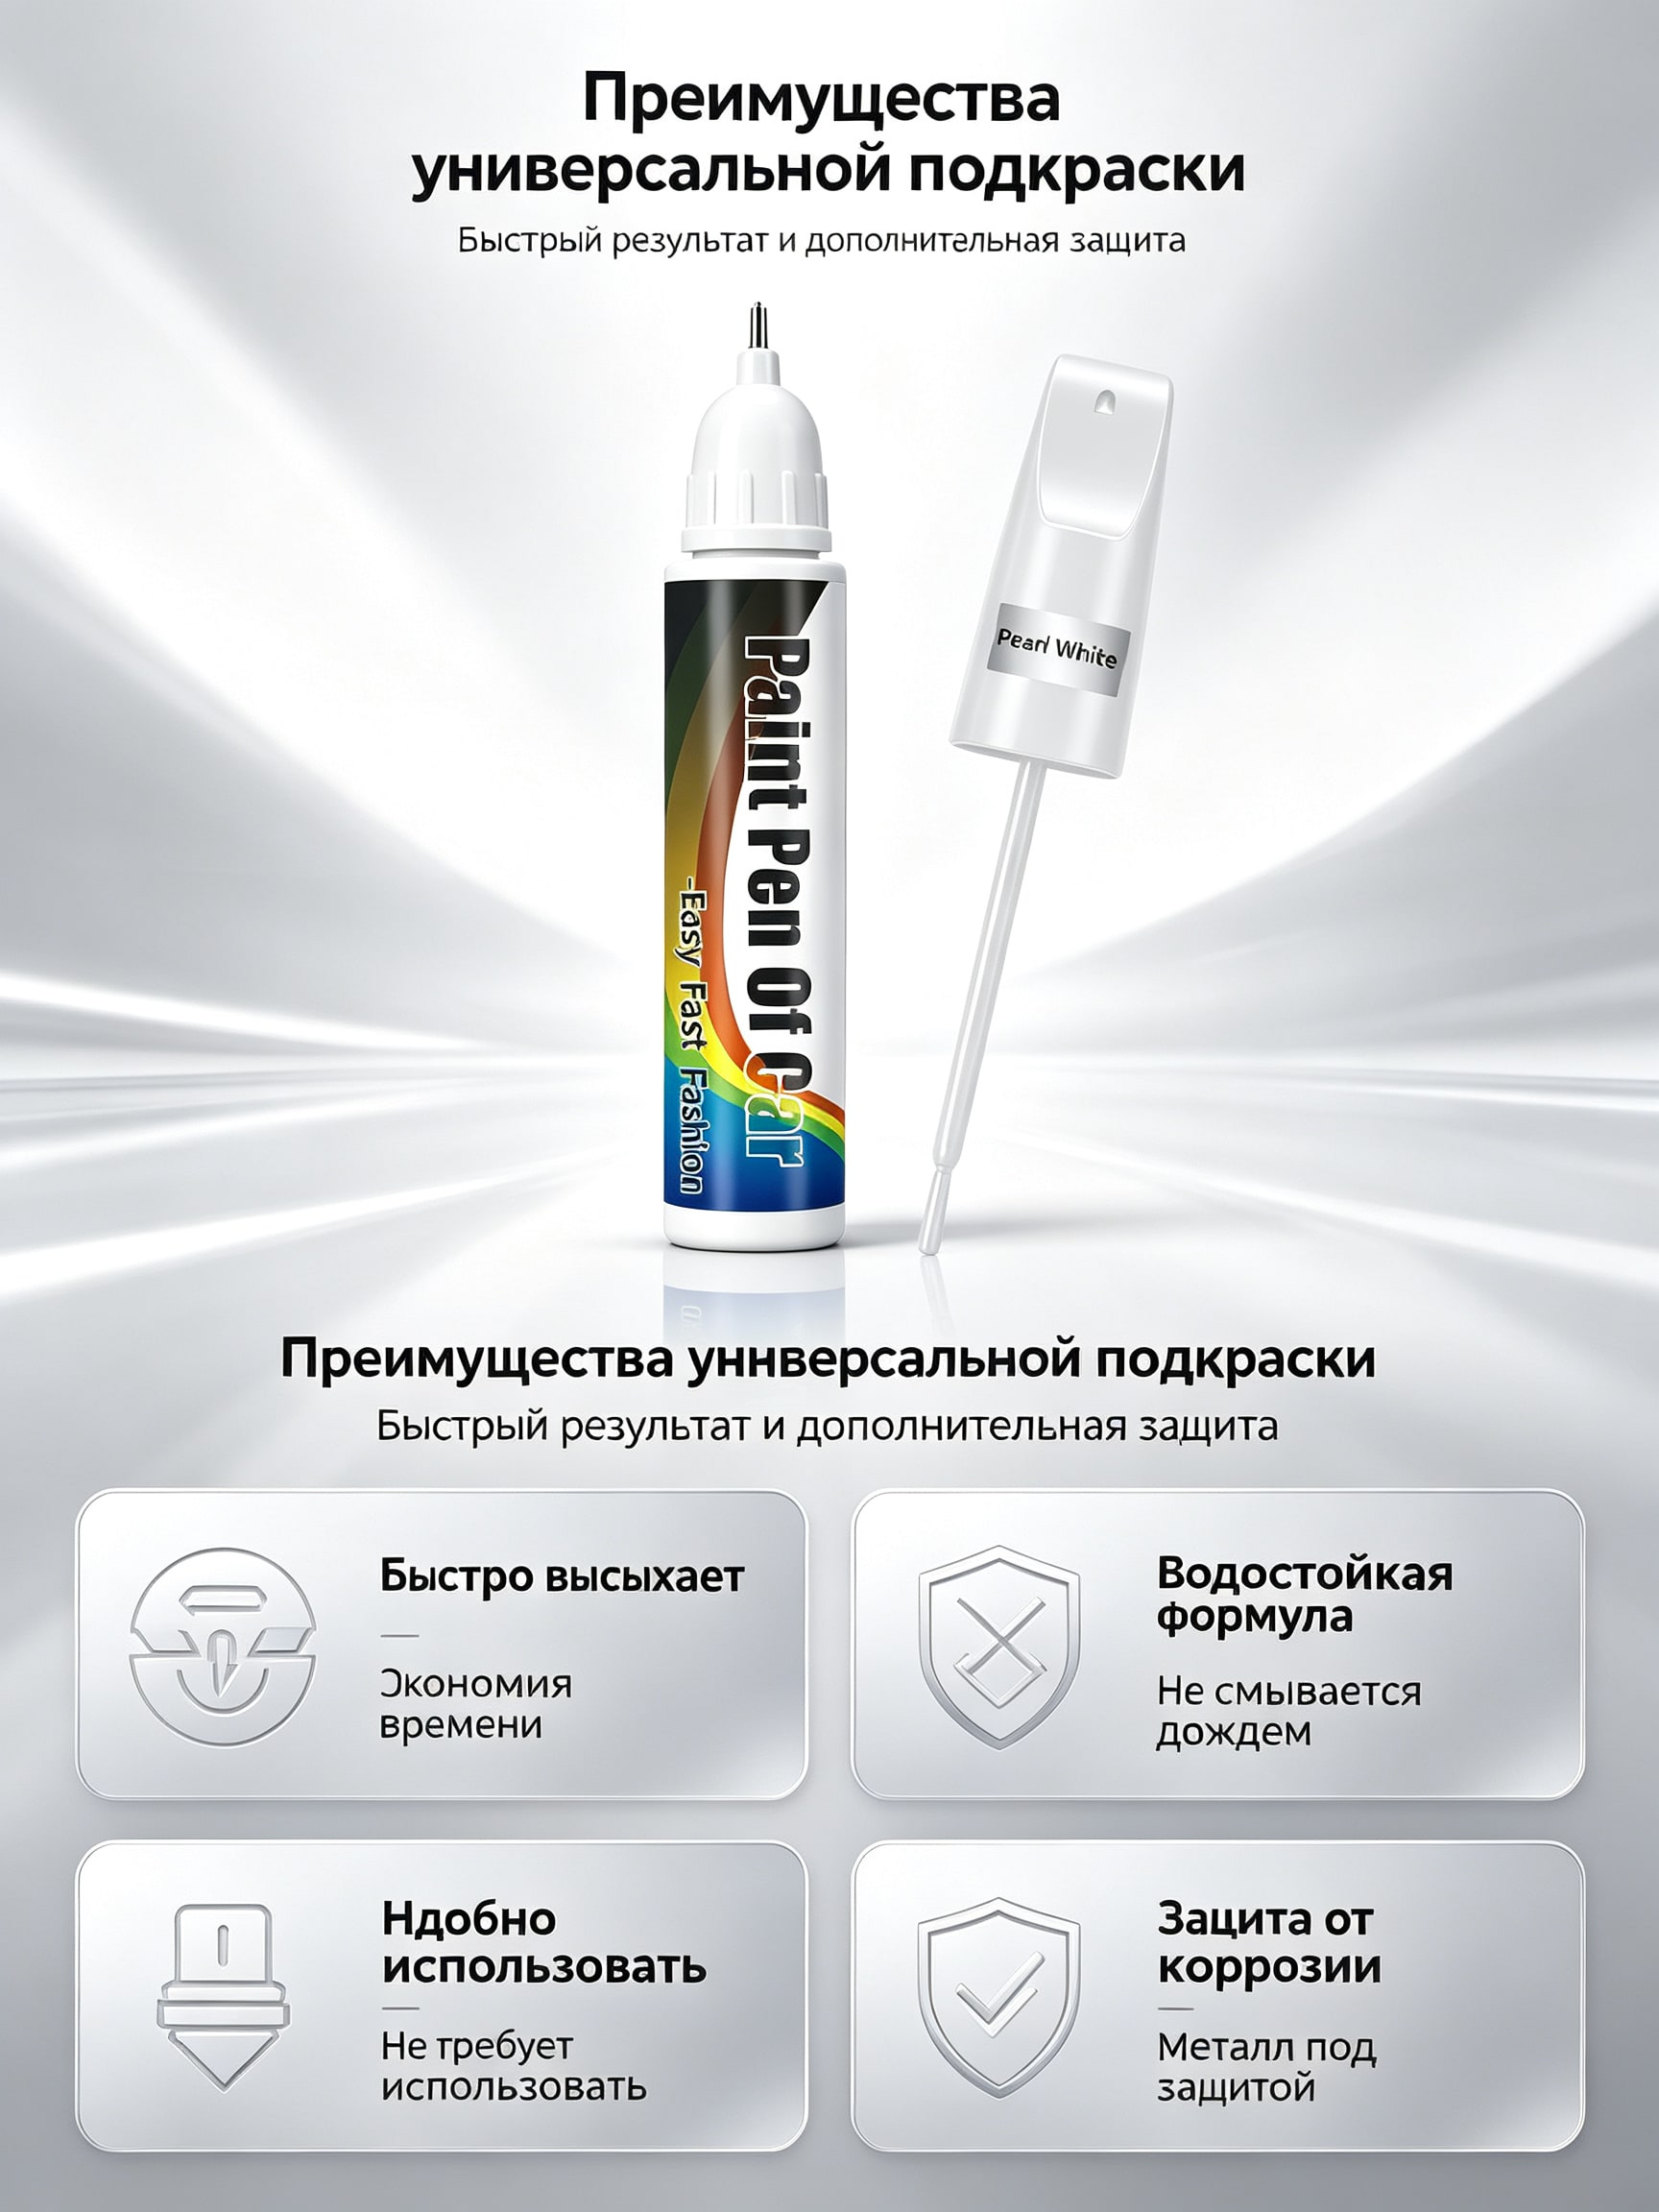 Преимущества
универсальной подкраски
Быстрый результат и дополнительная защита
Pearl White
Paint Pen Of Car
-Easy Fast Fashion
Преимущества уннверсальной подкраски
Быстрый результат и дополнительная защита
Быстро высыхает
Экономия
времени
Водостойкая
формула
Не смывается
дождем
Ндобно
использовать
Не требует
использовать
Зацита от
коррозии
Металл под
защитой